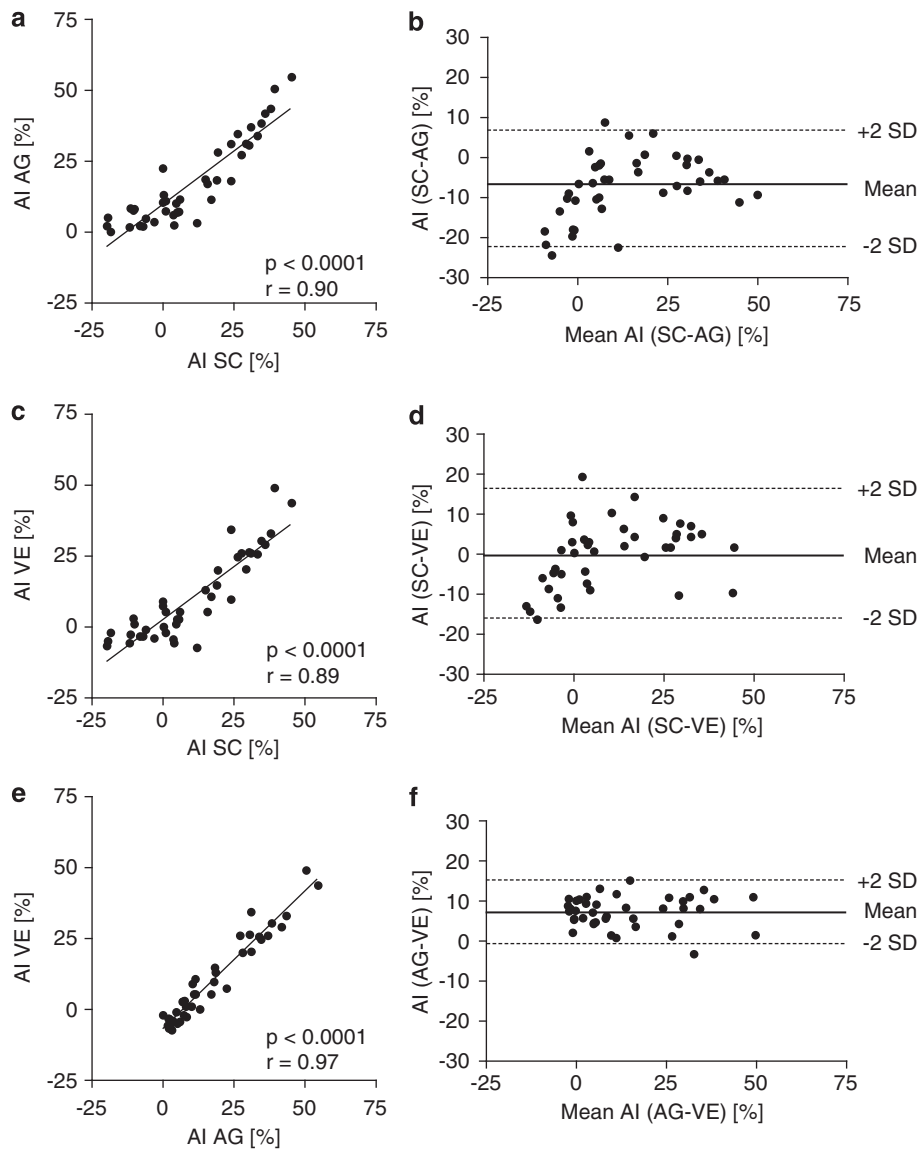 a
75
50
25
0
-25
AI AG [%]
p < 0.0001
r = 0.90
-25 0 25 50 75
AI SC [%]
b
30
20
10
0
-10
-20
-30
AI (SC-AG) [%]
+2 SD
Mean
-2 SD
-25 0 25 50 75
Mean AI (SC-AG) [%]
c
75
50
25
0
-25
AI VE [%]
p < 0.0001
r = 0.89
-25 0 25 50 75
AI SC [%]
d
30
20
10
0
-10
-20
-30
AI (SC-VE) [%]
+2 SD
Mean
-2 SD
-25 0 25 50 75
Mean AI (SC-VE) [%]
e
75
50
25
0
-25
AI VE [%]
p < 0.0001
r = 0.97
-25 0 25 50 75
AI AG [%]
f
30
20
10
0
-10
-20
-30
AI (AG-VE) [%]
+2 SD
Mean
-2 SD
-25 0 25 50 75
Mean AI (AG-VE) [%]